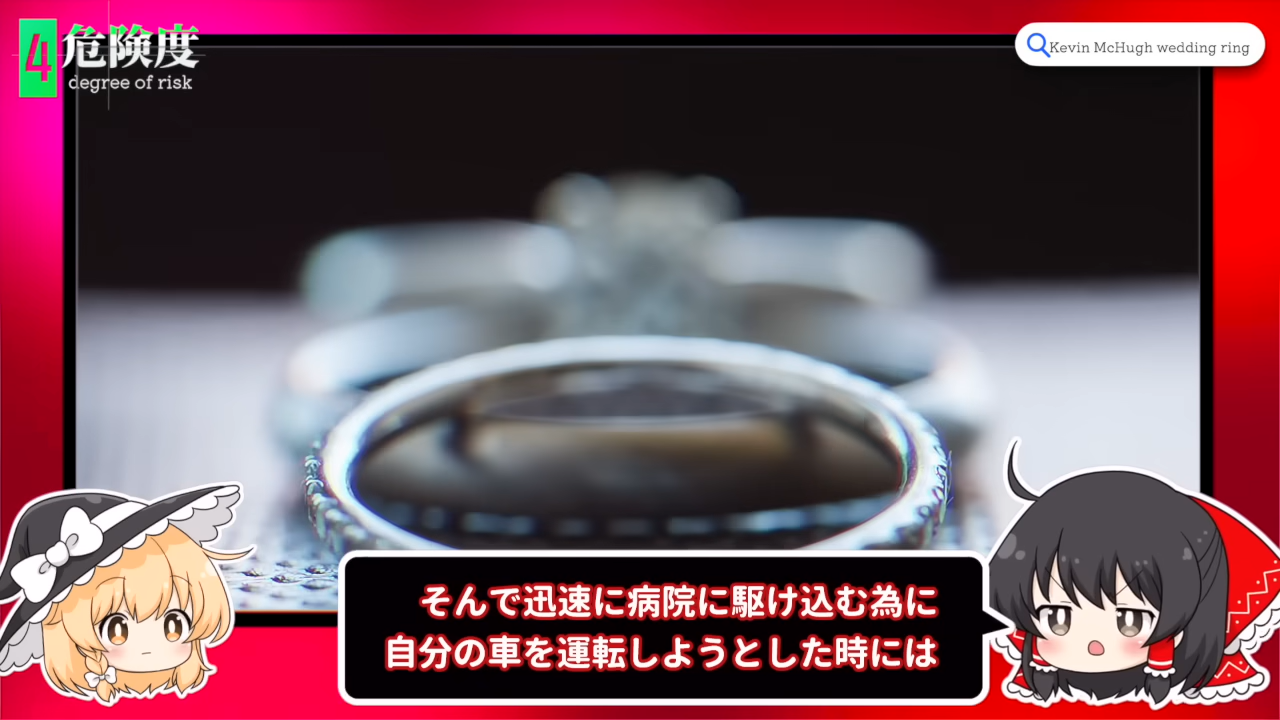 4 危険度
degree of risk
Kevin McHugh wedding ring
そんで迅速に病院に駆け込む為に
自分の車を運転しようとした時には